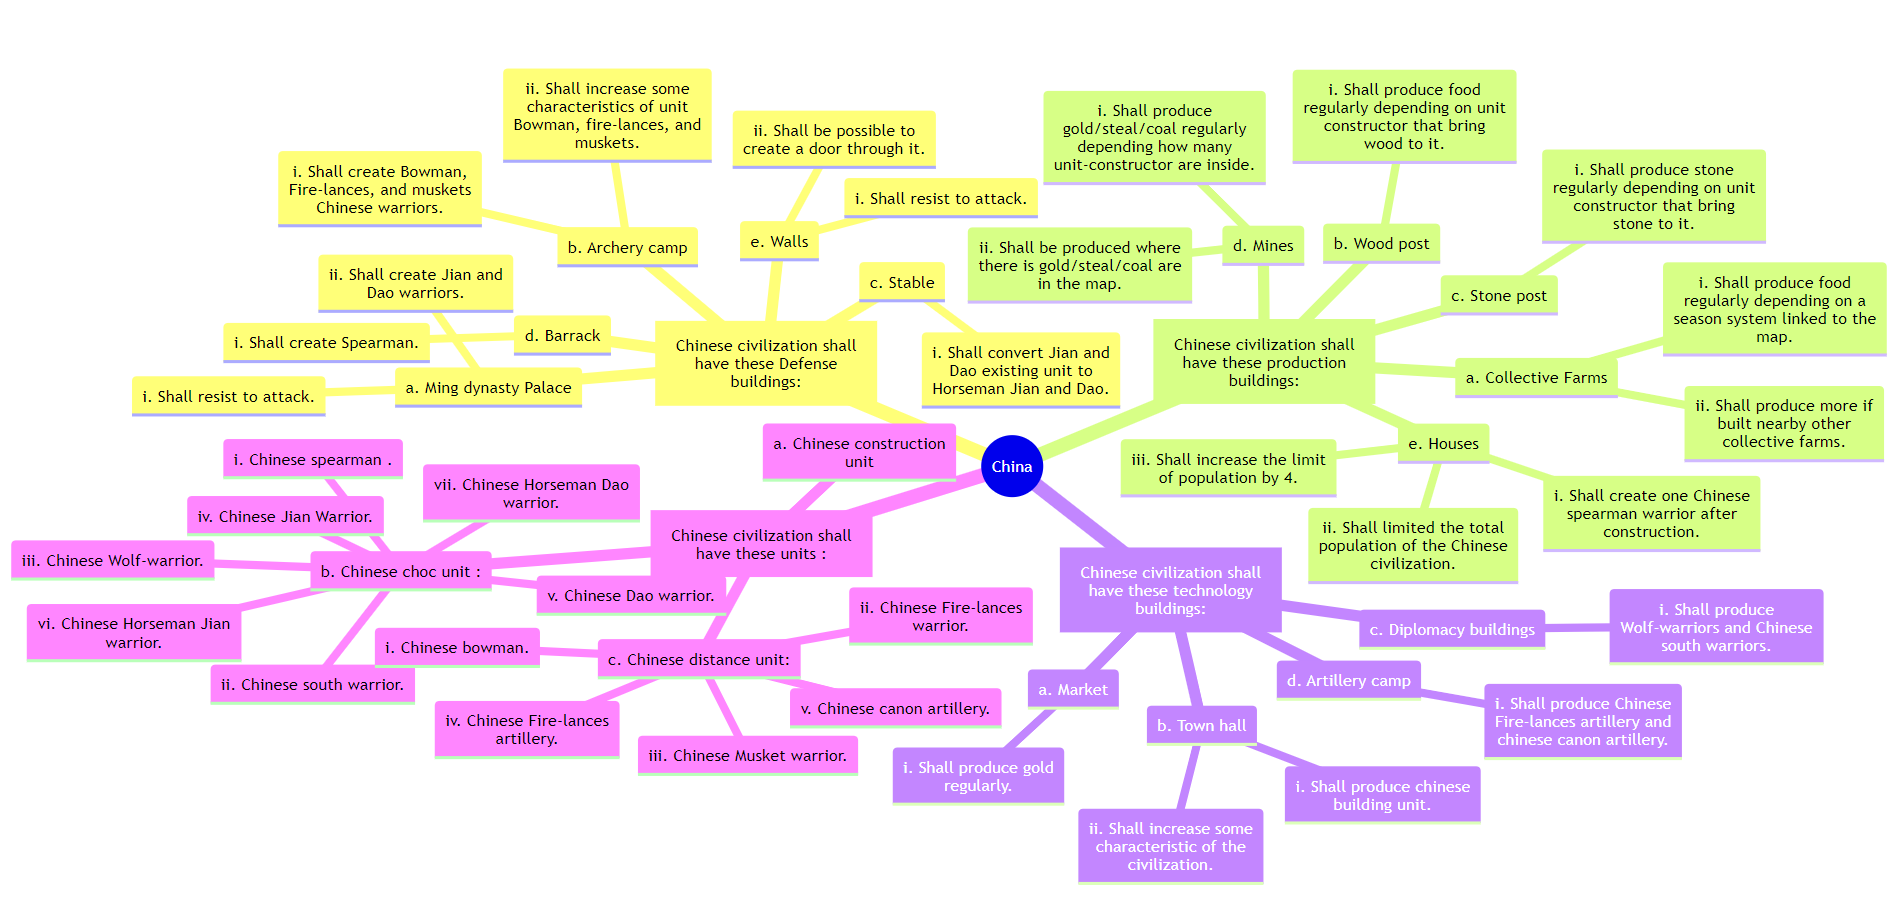 China
Chinese civilization shall
have these Defense
buildings:
a. Ming dynasty Palace
i. Shall resist to attack.
ii. Shall create Jian and
Dao warriors.
b. Archery camp
i. Shall create Bowman,
Fire-lances, and muskets
Chinese warriors.
ii. Shall increase some
characteristics of unit
Bowman, fire-lances, and
muskets.
c. Stable
i. Shall convert Jian and
Dao existing unit to
Horseman Jian and Dao.
d. Barrack
i. Shall create Spearman.
e. Walls
i. Shall resist to attack.
ii. Shall be possible to
create a door through it.
Chinese civilization shall
have these production
buildings:
a. Collective Farms
i. Shall produce food
regularly depending on a
season system linked to the
map.
ii. Shall produce more if
built nearby other
collective farms.
b. Wood post
i. Shall produce food
regularly depending on unit
constructor that bring
wood to it.
c. Stone post
i. Shall produce stone
regularly depending on unit
constructor that bring
stone to it.
d. Mines
i. Shall produce
gold/steal/coal regularly
depending how many
unit-constructor are inside.
ii. Shall be produced where
there is gold/steal/coal are
in the map.
e. Houses
i. Shall create one Chinese
spearman warrior after
construction.
ii. Shall limited the total
population of the Chinese
civilization.
iii. Shall increase the limit
of population by 4.
Chinese civilization shall
have these technology
buildings:
a. Market
i. Shall produce gold
regularly.
b. Town hall
i. Shall produce chinese
building unit.
ii. Shall increase some
characteristic of the
civilization.
c. Diplomacy buildings
i. Shall produce
Wolf-warriors and Chinese
south warriors.
d. Artillery camp
i. Shall produce Chinese
Fire-lances artillery and
chinese canon artillery.
Chinese civilization shall
have these units :
a. Chinese construction
unit
b. Chinese choc unit :
i. Chinese spearman .
ii. Chinese south warrior.
iii. Chinese Wolf-warrior.
iv. Chinese Jian Warrior.
v. Chinese Dao warrior.
vi. Chinese Horseman Jian
warrior.
vii. Chinese Horseman Dao
warrior.
c. Chinese distance unit:
i. Chinese bowman.
ii. Chinese Fire-lances
warrior.
iii. Chinese Musket warrior.
iv. Chinese Fire-lances
artillery.
v. Chinese canon artillery.